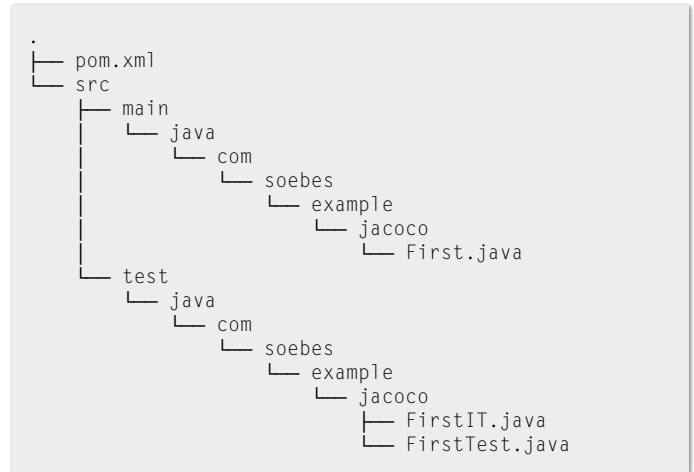 .
├── pom.xml
└── src
    ├── main
    │   └── java
    │       └── com
    │           └── soebes
    │               └── example
    │                   └── jacoco
    │                       └── First.java
    └── test
        └── java
            └── com
                └── soebes
                    └── example
                        └── jacoco
                            ├── FirstIT.java
                            └── FirstTest.java